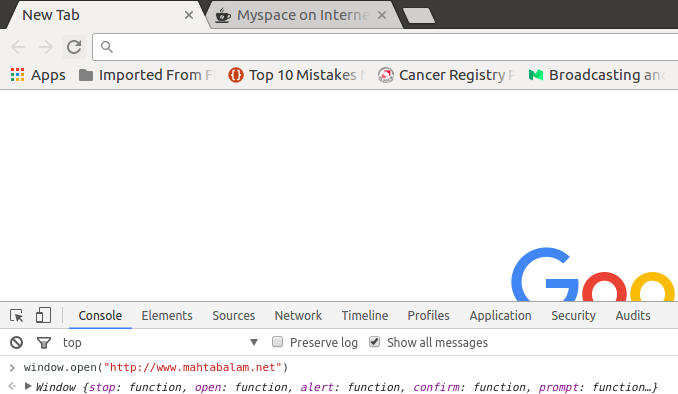 New Tab
Myspace on Interne
Apps
Imported From F
Top 10 Mistakes
Cancer Registry
Broadcasting an
Goo
Console Elements Sources Network Timeline Profiles Application Security Audits
top Preserve log Show all messages
window.open("http://www.mahtabalam.net")
Window {stop: function, open: function, alert: function, confirm: function, prompt: function…}